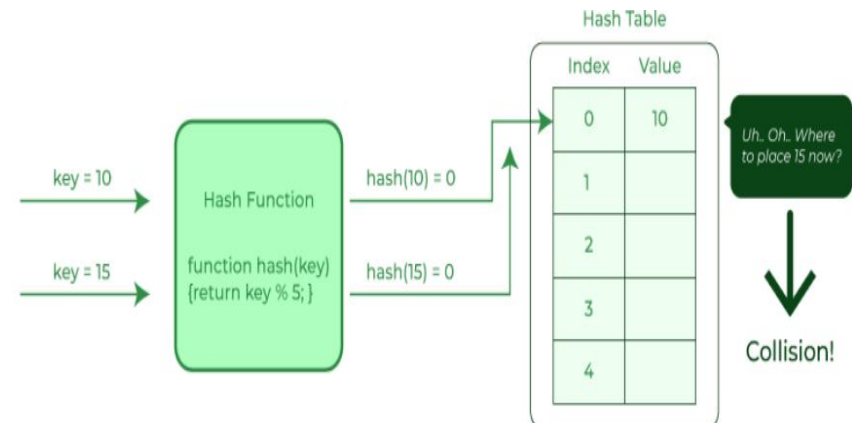 Hash Table
Index Value
key = 10
key = 15
Hash Function
function hash(key)
{return key % 5; }
hash(10) = 0
hash(15) = 0
0 10
1
2
3
4
Uh.. Oh.. Where
to place 15 now?
Collision!